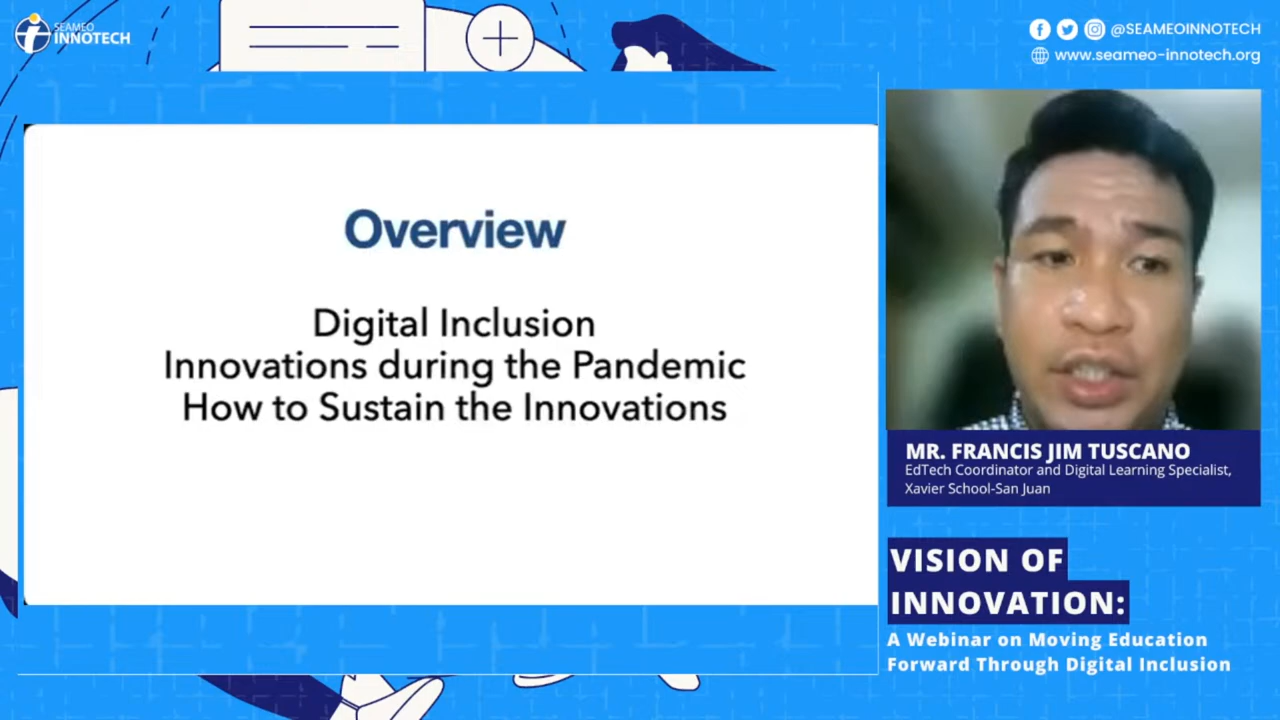 SEAMEO
INNOTECH
@SEAMEOINNOTECH
www.seameo-innotech.org
Overview
Digital Inclusion
Innovations during the Pandemic
How to Sustain the Innovations
MR. FRANCIS JIM TUSCANO
EdTech Coordinator and Digital Learning Specialist,
Xavier School-San Juan
VISION OF
INNOVATION:
A Webinar on Moving Education
Forward Through Digital Inclusion